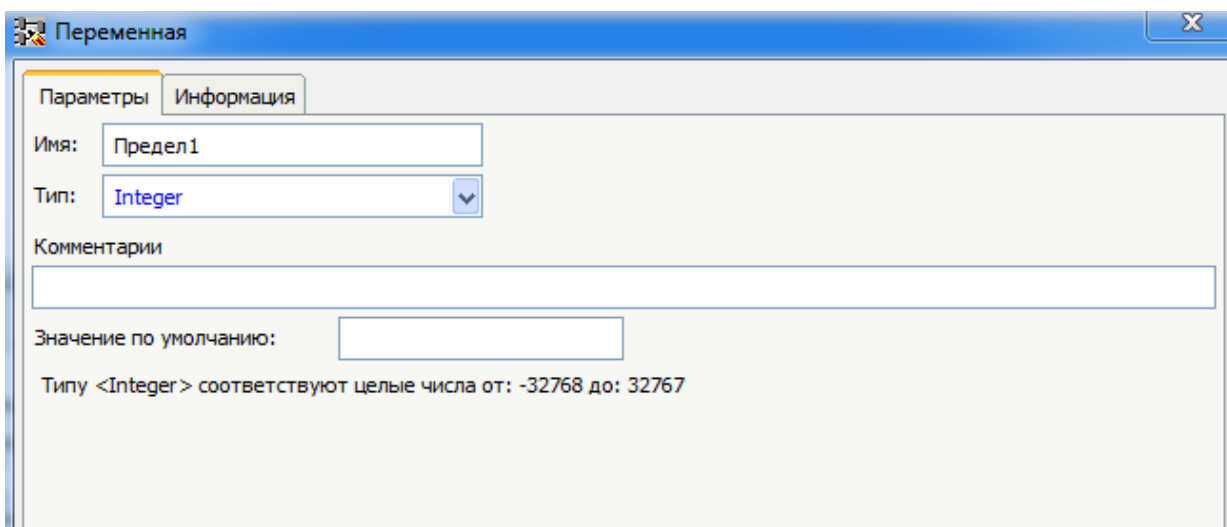 Переменная
Параметры Информация
Имя: Предел1
Тип: Integer
Комментарии
Значение по умолчанию:
Типу <Integer> соответствуют целые числа от: -32768 до: 32767